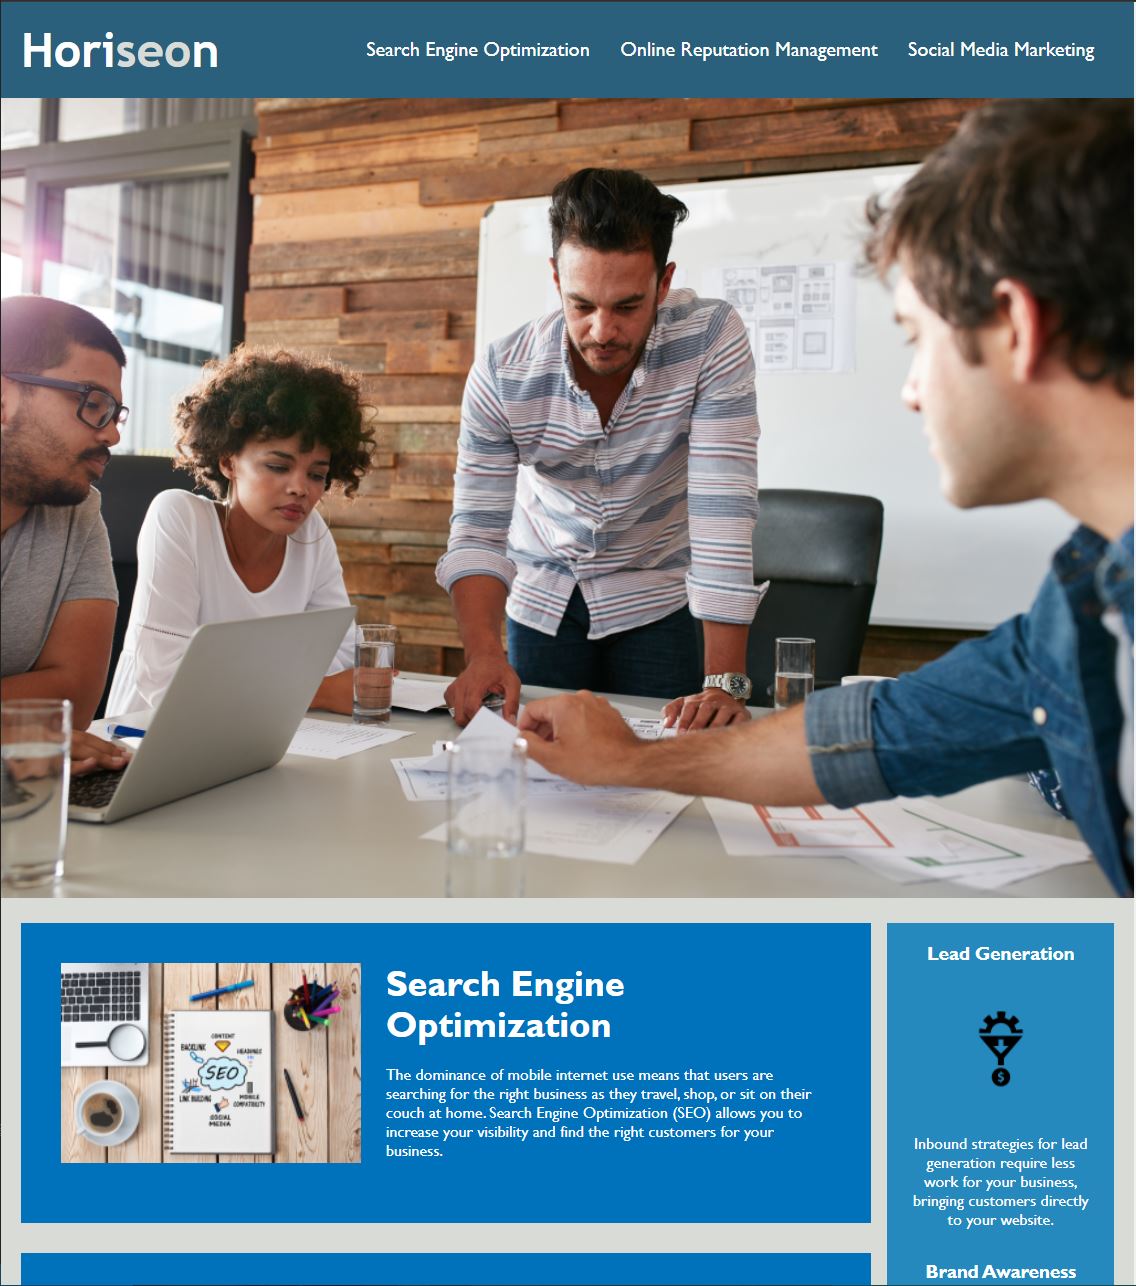 Horiseon
Search Engine Optimization
Online Reputation Management
Social Media Marketing
CONTENT
BACKLINK
HEADINGS
SEO
LINK BUILDING
MOBILE
COMPATIBILITY
SOCIAL
MEDIA
Search Engine
Optimization
The dominance of mobile internet use means that users are
searching for the right business as they travel, shop, or sit on their
couch at home. Search Engine Optimization (SEO) allows you to
increase your visibility and find the right customers for your
business.
Lead Generation
$
Inbound strategies for lead
generation require less
work for your business,
bringing customers directly
to your website.
Brand Awareness